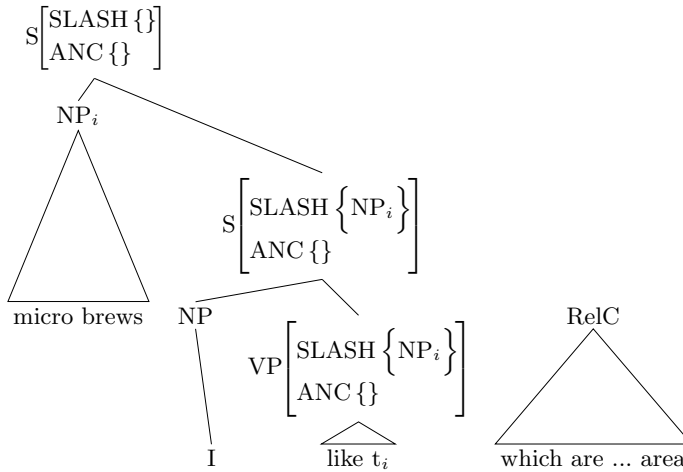 S[SLASH {}
ANC {}]
NP_i
S[SLASH {NP_i}
ANC {}]
micro brews NP RelC
VP[SLASH {NP_i}
ANC {}]
I like t_i which are ... area